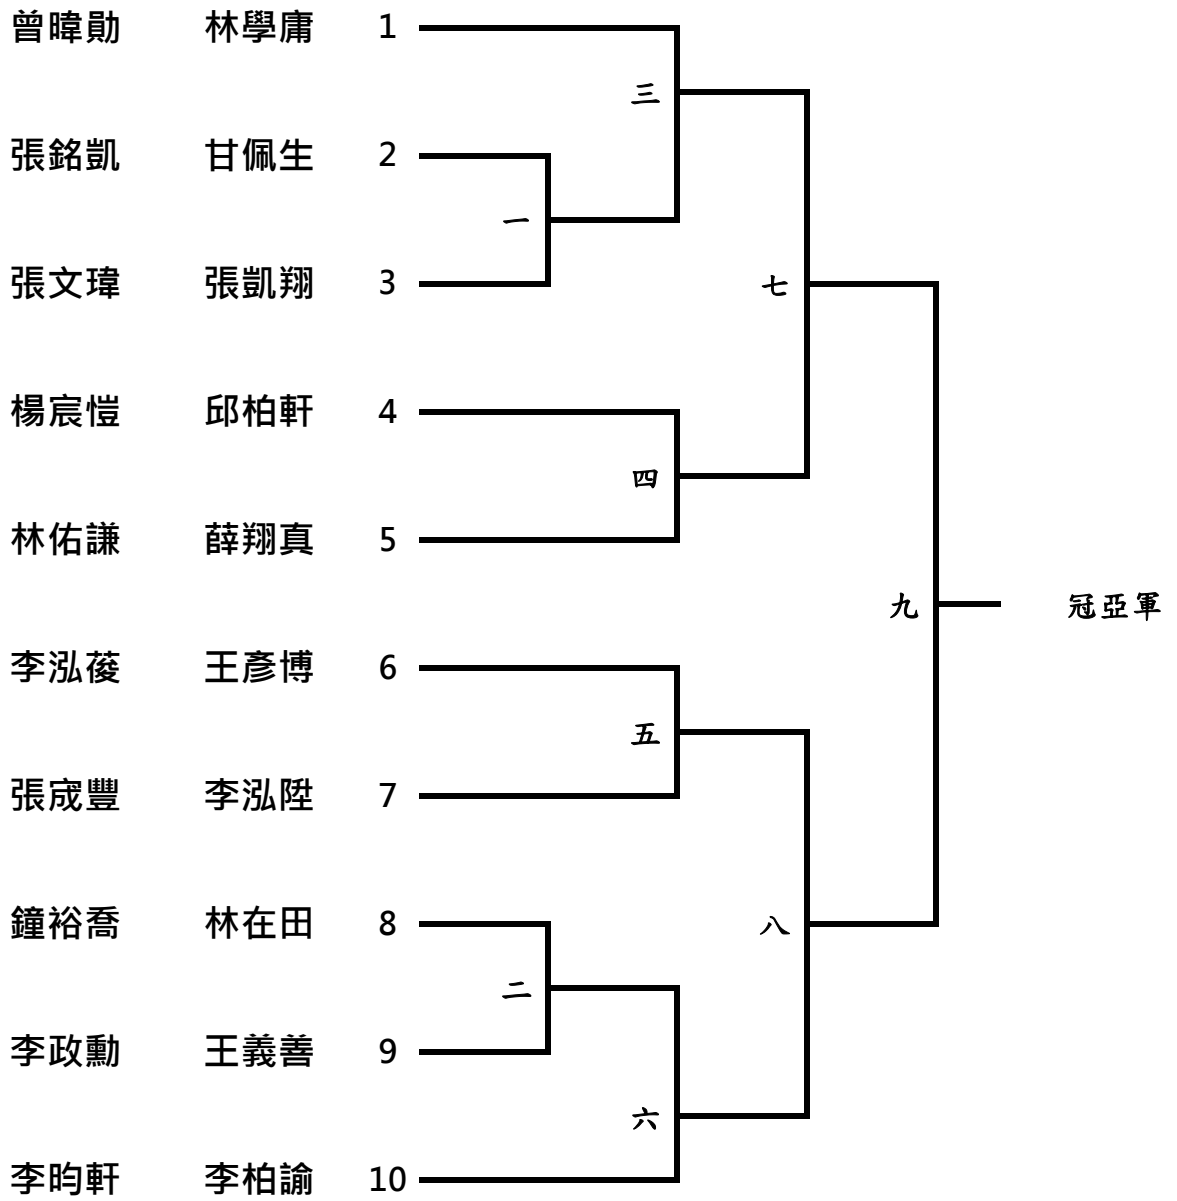 曾暐勛 林學庸 1
三
張銘凱 甘佩生 2
一
張文瑋 張凱翔 3
七
楊宸愷 邱柏軒 4
四
林佑謙 薛翔真 5
九 冠亞軍
李泓葰 王彥博 6
五
張宬豐 李泓陞 7
鐘裕喬 林在田 8
八
二
李政勳 王義善 9
六
李昀軒 李柏諭 10